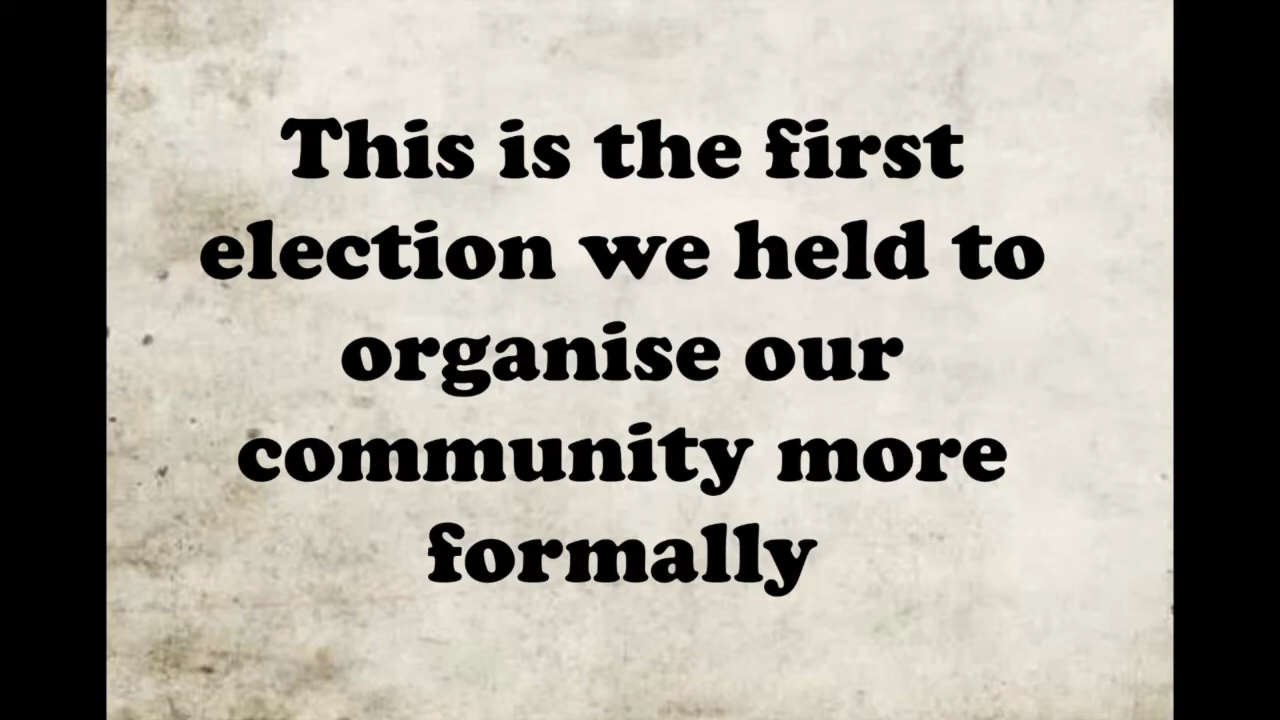 This is the first
election we held to
organise our
community more
formally